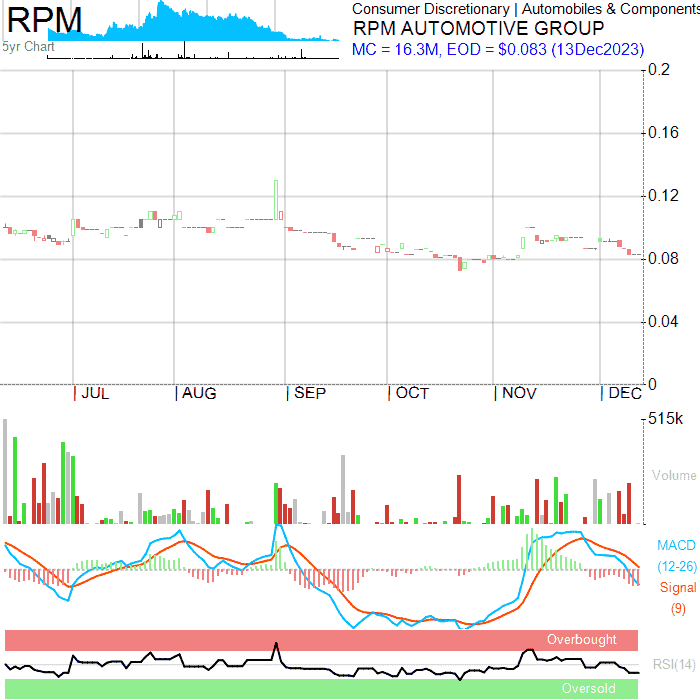 RPM
5yr Chart
Consumer Discretionary | Automobiles & Components
RPM AUTOMOTIVE GROUP
MC = 16.3M, EOD = $0.083 (13Dec2023)
0.2
0.16
0.12
0.08
0.04
0
| JUL | AUG | SEP | OCT | NOV | DEC
515k
Volume
MACD
(12-26)
Signal
(9)
Overbought
RSI(14)
Oversold